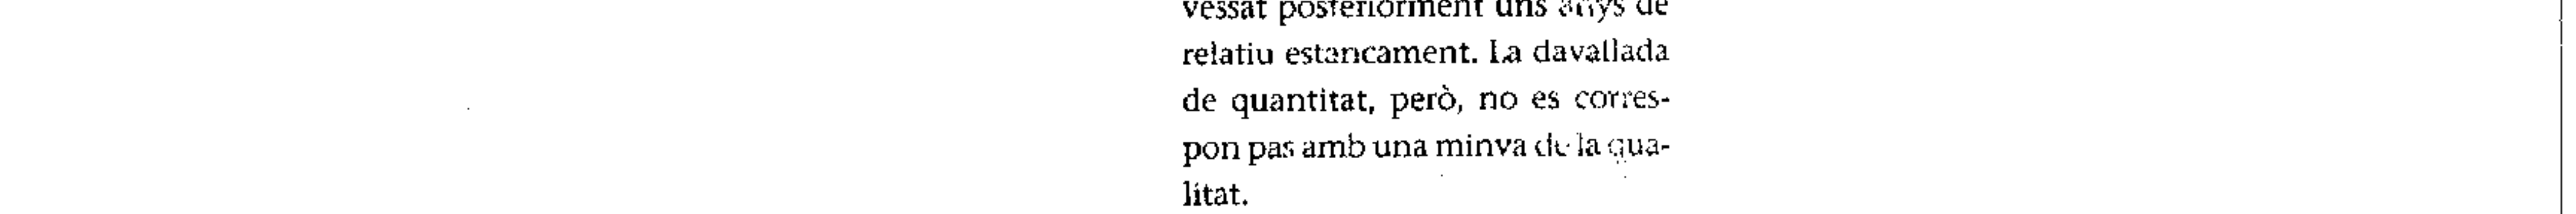 vessat posteriorment uns anys de
relatiu estancament. La davallada
de quantitat, però, no es corres-
pon pas amb una minva de la qua-
litat.